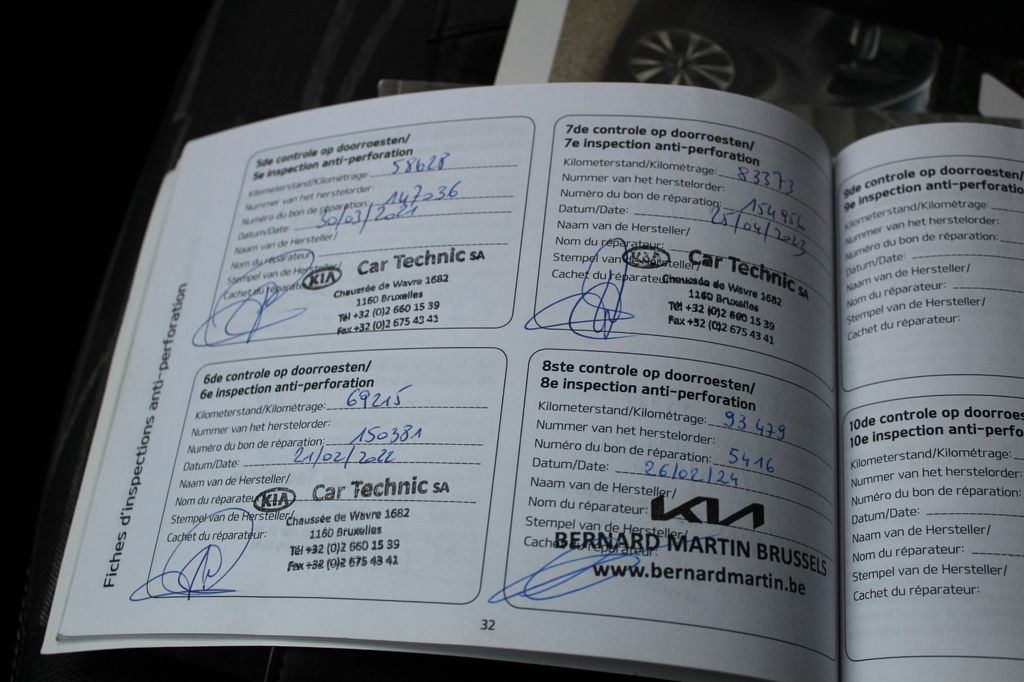 Fiches d'inspections anti-perforation
5de controle op doorroesten/
5e inspection anti-perforation
Kilometerstand/Kilométrage: 58628
Nummer van het herstelorder:
Numéro du bon de réparation: 147036
Datum/Date: 30/03/2021
Naam van de Hersteller/
Nom du réparateur:
Stempel van de Hersteller/
Cachet du réparateur:
KIA Car Technic SA
Chaussée de Wavre 1682
1160 Bruxelles
Tél +32 (0)2 660 15 39
Fax +32 (0)2 675 43 41
6de controle op doorroesten/
6e inspection anti-perforation
Kilometerstand/Kilométrage: 69215
Nummer van het herstelorder:
Numéro du bon de réparation: 150381
Datum/Date: 21/02/2022
Naam van de Hersteller/
Nom du réparateur:
Stempel van de Hersteller/
Cachet du réparateur:
KIA Car Technic SA
Chaussée de Wavre 1682
1160 Bruxelles
Tél +32 (0)2 660 15 39
Fax +32 (0)2 675 43 41
7de controle op doorroesten/
7e inspection anti-perforation
Kilometerstand/Kilométrage: 83373
Nummer van het herstelorder:
Numéro du bon de réparation: 154956
Datum/Date: 25/04/2023
Naam van de Hersteller/
Nom du réparateur:
Stempel van de Hersteller/
Cachet du réparateur:
KIA Car Technic SA
Chaussée de Wavre 1682
1160 Bruxelles
Tél +32 (0)2 660 15 39
Fax +32 (0)2 675 43 41
8ste controle op doorroesten/
8e inspection anti-perforation
Kilometerstand/Kilométrage: 93479
Nummer van het herstelorder:
Numéro du bon de réparation: 5416
Datum/Date: 26/02/24
Naam van de Hersteller/
Nom du réparateur:
Stempel van de Hersteller/
Cachet du réparateur:
KIA
BERNARD MARTIN BRUSSELS
www.bernardmartin.be
32
9de controle op doorroesten/
9e inspection anti-perforatio
Kilometerstand/Kilométrage:
Nummer van het herstelorder:
Numéro du bon de réparation:
Datum/Date:
Naam van de Hersteller/
Nom du réparateur:
Stempel van de Hersteller/
Cachet du réparateur:
10de controle op doorroes
10e inspection anti-perfo
Kilometerstand/Kilométrage:
Nummer van het herstelorder:
Numéro du bon de réparation:
Datum/Date:
Naam van de Hersteller/
Nom du réparateur:
Stempel van de Hersteller/
Cachet du réparateur: